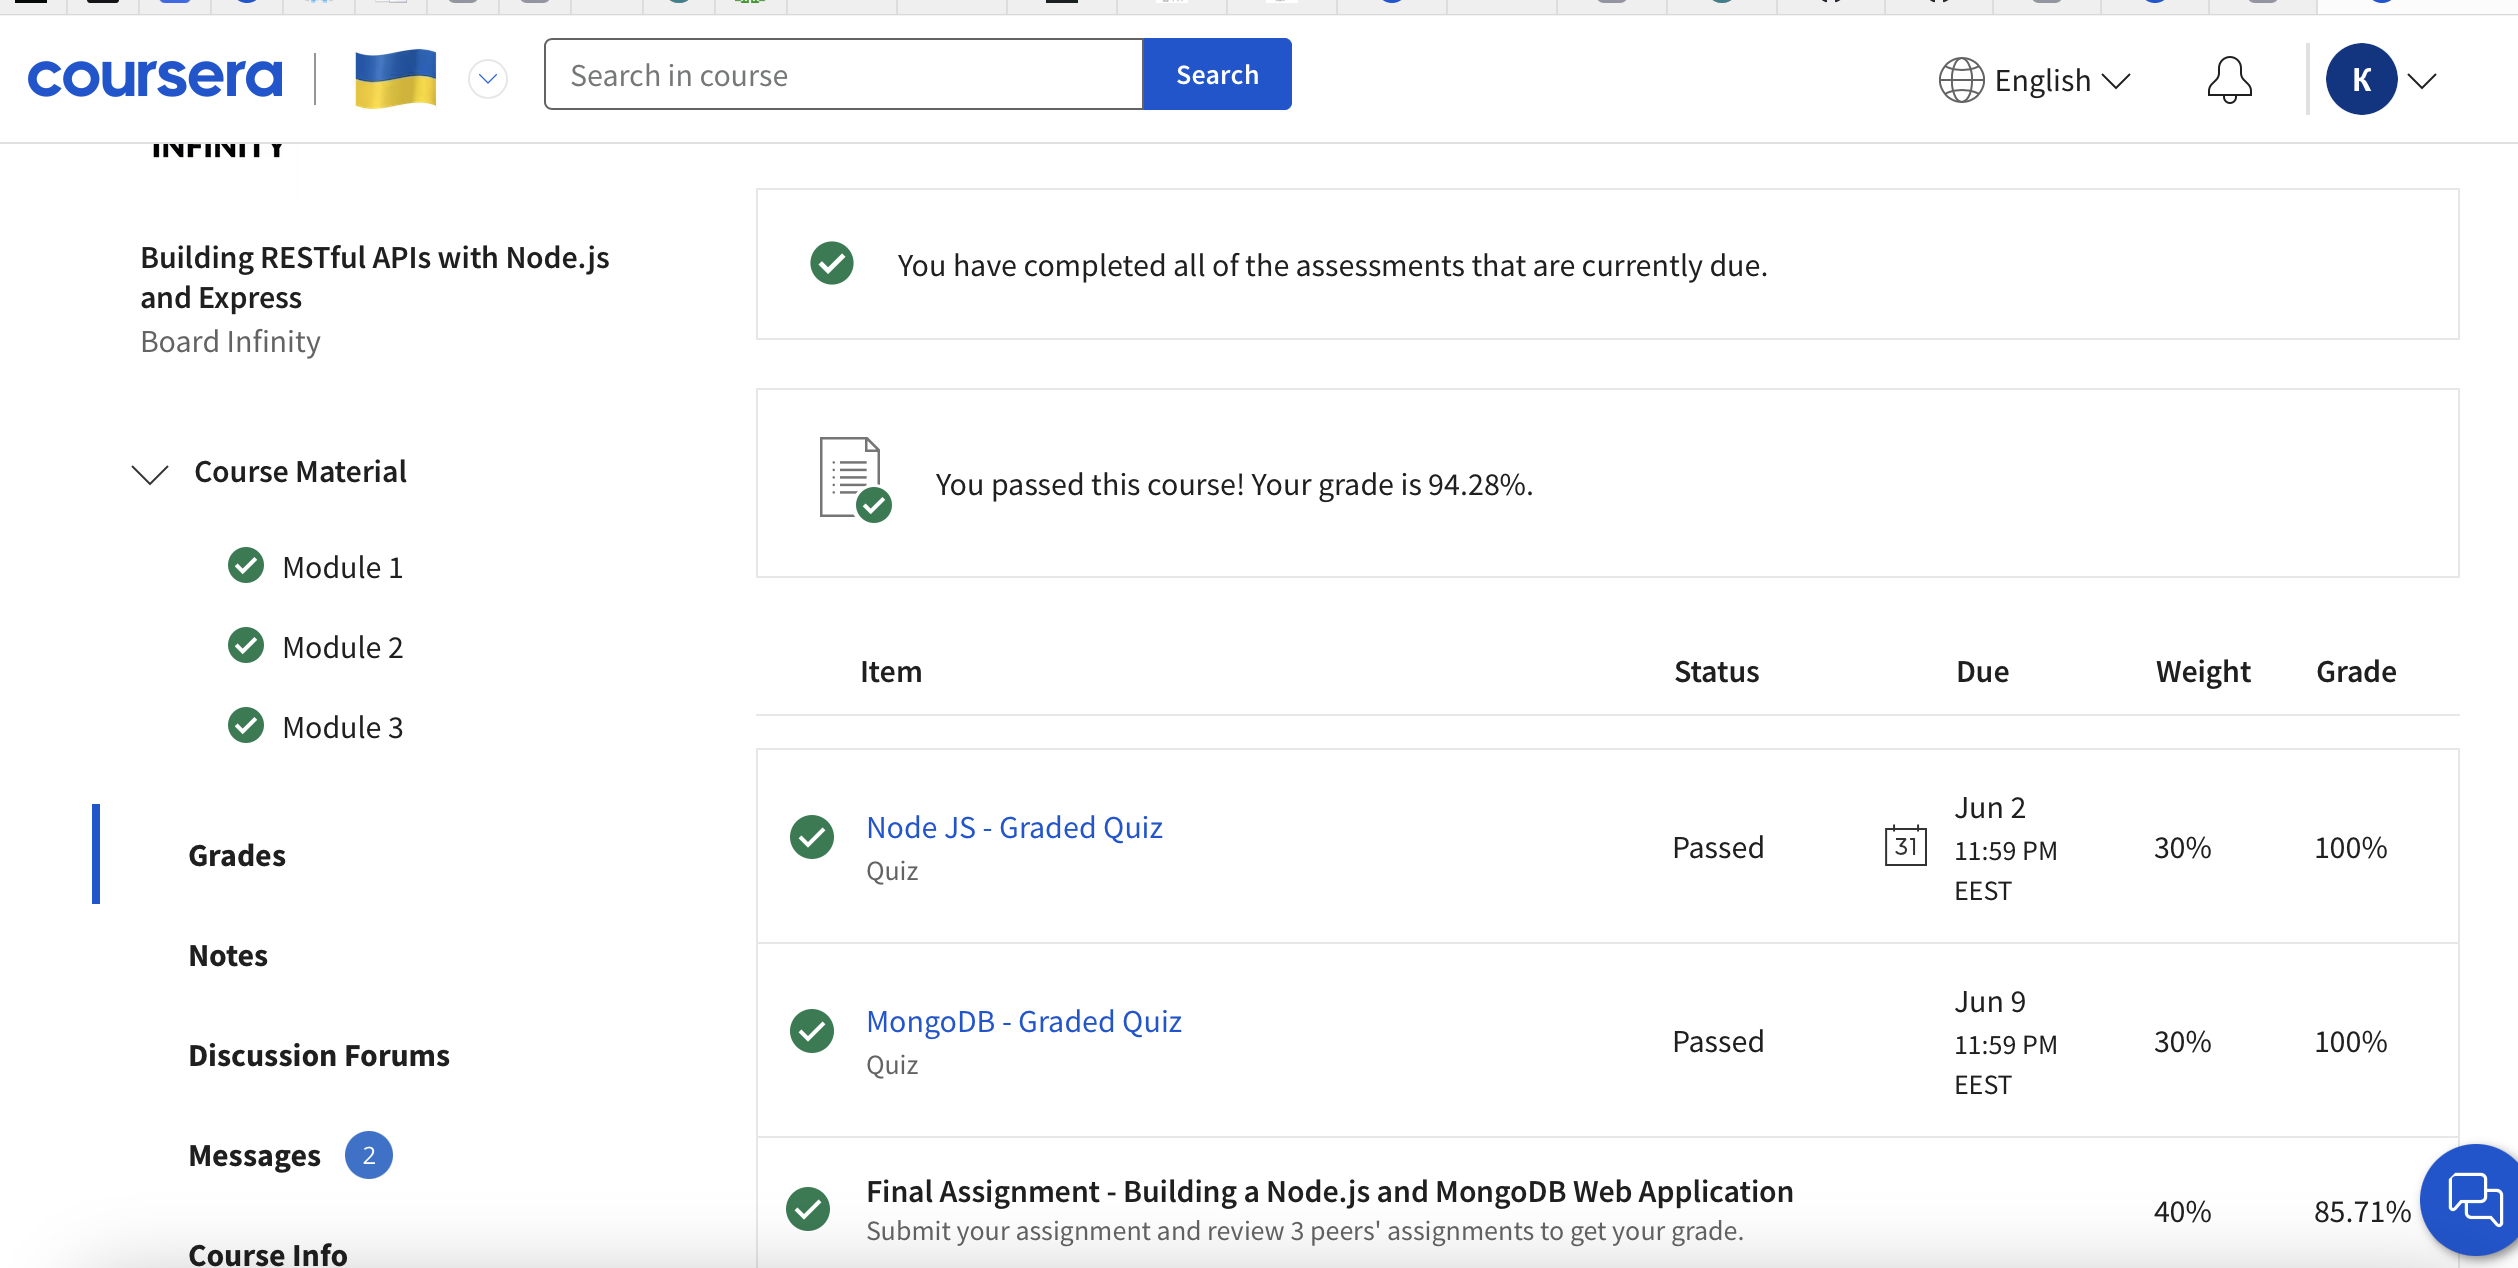 coursera
Search in course
Search
English
K
INFINITY
Building RESTful APIs with Node.js
and Express
Board Infinity
Course Material
Module 1
Module 2
Module 3
Grades
Notes
Discussion Forums
Messages 2
Course Info
You have completed all of the assessments that are currently due.
You passed this course! Your grade is 94.28%.
Item Status Due Weight Grade
Node JS - Graded Quiz
Quiz
Passed
31
Jun 2
11:59 PM
EEST
30%
100%
MongoDB - Graded Quiz
Quiz
Passed
Jun 9
11:59 PM
EEST
30%
100%
Final Assignment - Building a Node.js and MongoDB Web Application
Submit your assignment and review 3 peers' assignments to get your grade.
40%
85.71%